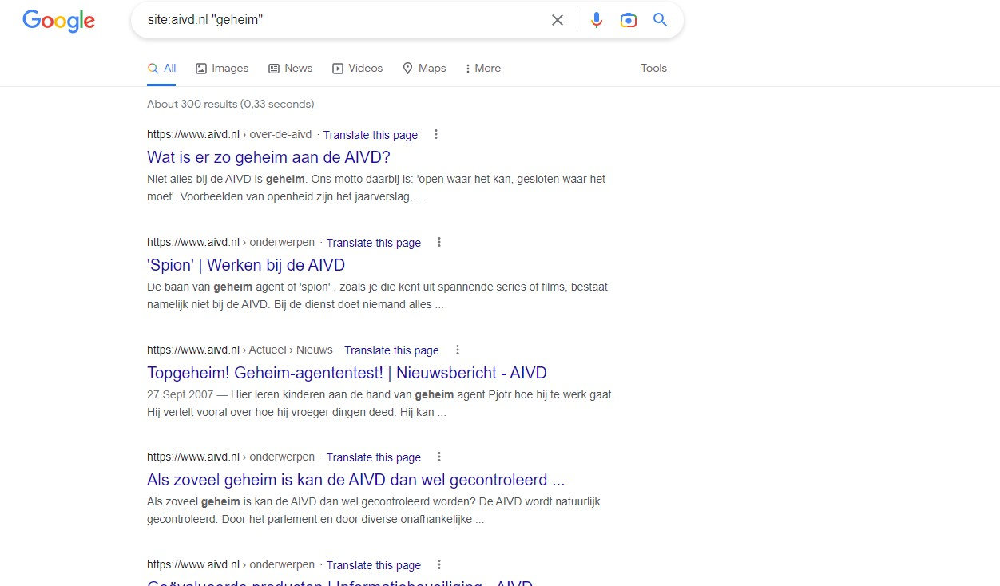 Google
site:aivd.nl "geheim"
All Images News Videos Maps More Tools
About 300 results (0,33 seconds)
https://www.aivd.nl › over-de-aivd · Translate this page
Wat is er zo geheim aan de AIVD?
Niet alles bij de AIVD is geheim. Ons motto daarbij is: 'open waar het kan, gesloten waar het
moet'. Voorbeelden van openheid zijn het jaarverslag, ...
https://www.aivd.nl › onderwerpen · Translate this page
'Spion' | Werken bij de AIVD
De baan van geheim agent of 'spion' , zoals je die kent uit spannende series of films, bestaat
namelijk niet bij de AIVD. Bij de dienst doet niemand alles ...
https://www.aivd.nl › Actueel › Nieuws · Translate this page
Topgeheim! Geheim-agententest! | Nieuwsbericht - AIVD
27 Sept 2007 — Hier leren kinderen aan de hand van geheim agent Pjotr hoe hij te werk gaat.
Hij vertelt vooral over hoe hij vroeger dingen deed. Hij kan ...
https://www.aivd.nl › onderwerpen · Translate this page
Als zoveel geheim is kan de AIVD dan wel gecontroleerd ...
Als zoveel geheim is kan de AIVD dan wel gecontroleerd worden? De AIVD wordt natuurlijk
gecontroleerd. Door het parlement en door diverse onafhankelijke ...
https://www.aivd.nl › onderwerpen · Translate this page
Geëvalueerde producten | Informatiebeveiliging - AIVD